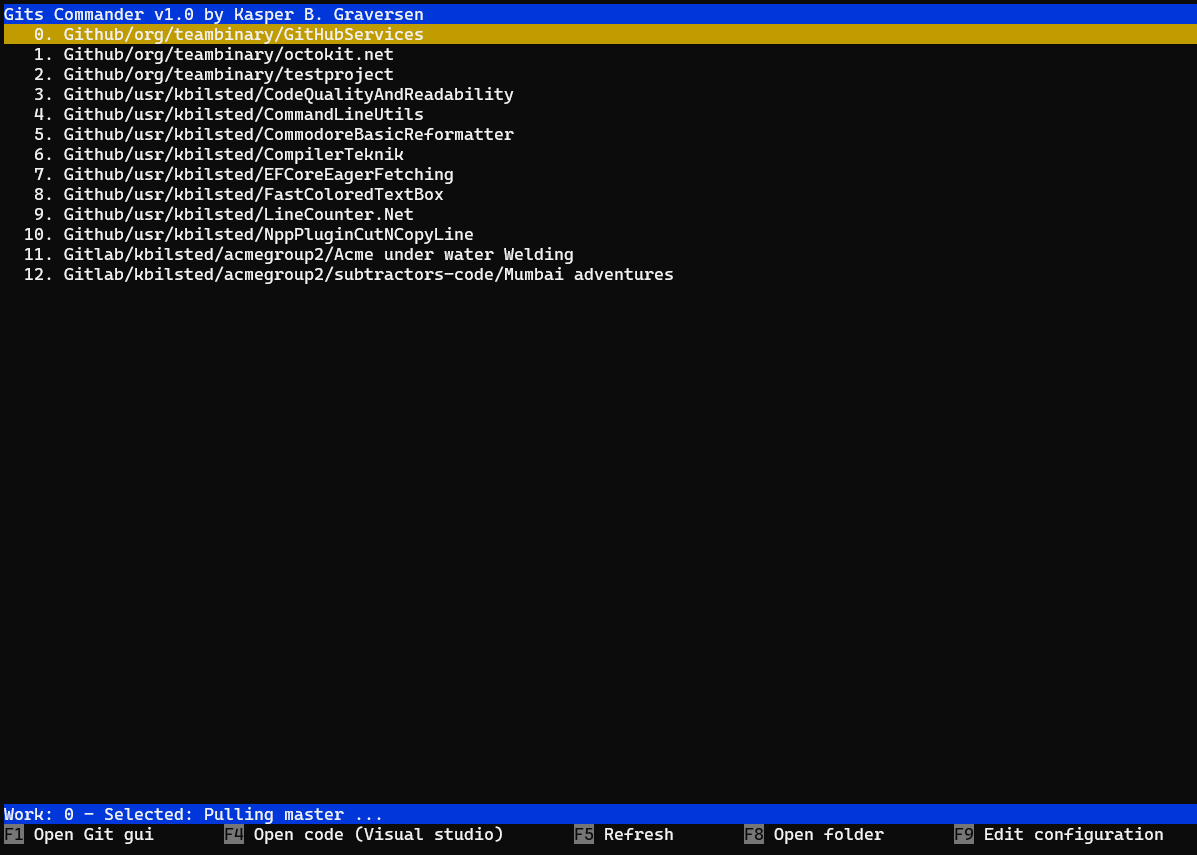 Gits Commander v1.0 by Kasper B. Graversen
0. Github/org/teambinary/GitHubServices
1. Github/org/teambinary/octokit.net
2. Github/org/teambinary/testproject
3. Github/usr/kbilsted/CodeQualityAndReadability
4. Github/usr/kbilsted/CommandLineUtils
5. Github/usr/kbilsted/CommodoreBasicReformatter
6. Github/usr/kbilsted/CompilerTeknik
7. Github/usr/kbilsted/EFCoreEagerFetching
8. Github/usr/kbilsted/FastColoredTextBox
9. Github/usr/kbilsted/LineCounter.Net
10. Github/usr/kbilsted/NppPluginCutNCopyLine
11. Gitlab/kbilsted/acmegroup2/Acme under water Welding
12. Gitlab/kbilsted/acmegroup2/subtractors-code/Mumbai adventures
Work: 0 - Selected: Pulling master ...
F1 Open Git gui F4 Open code (Visual studio) F5 Refresh F8 Open folder F9 Edit configuration